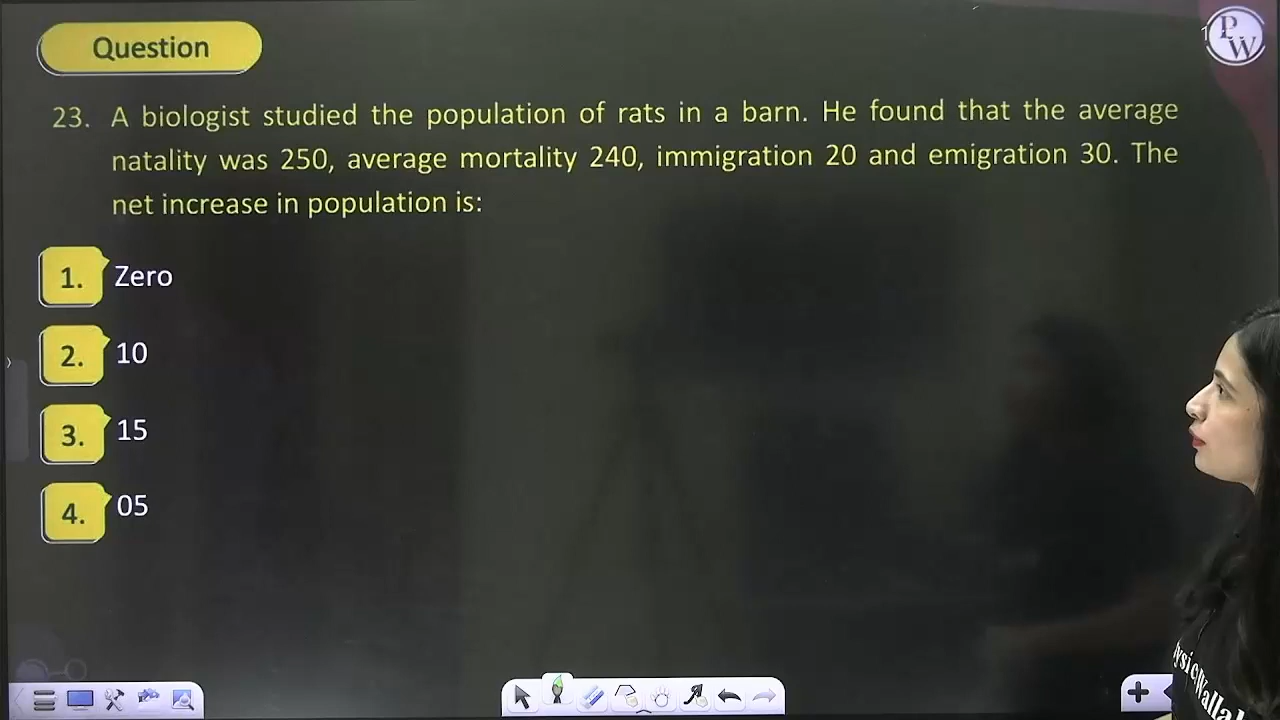 Question
PW
23. A biologist studied the population of rats in a barn. He found that the average
natality was 250, average mortality 240, immigration 20 and emigration 30. The
net increase in population is:
1. Zero
2. 10
3. 15
4. 05